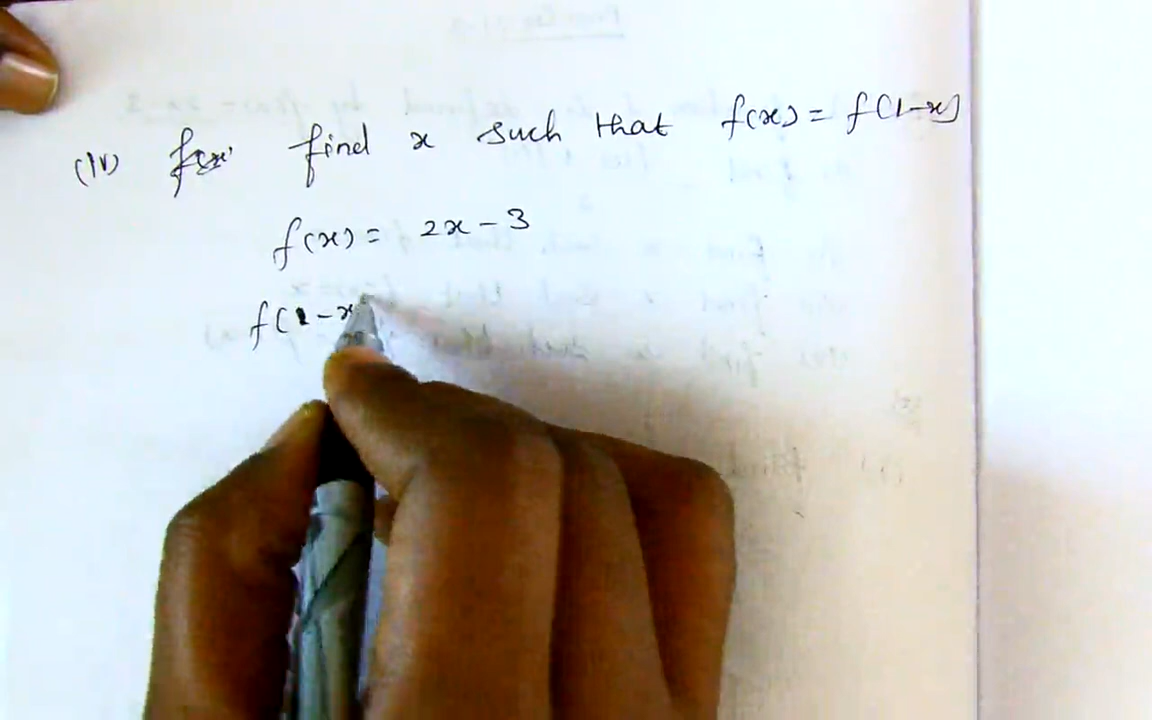 (iv) find x such that f(x) = f(1-x)
f(x) = 2x - 3
f(1-x